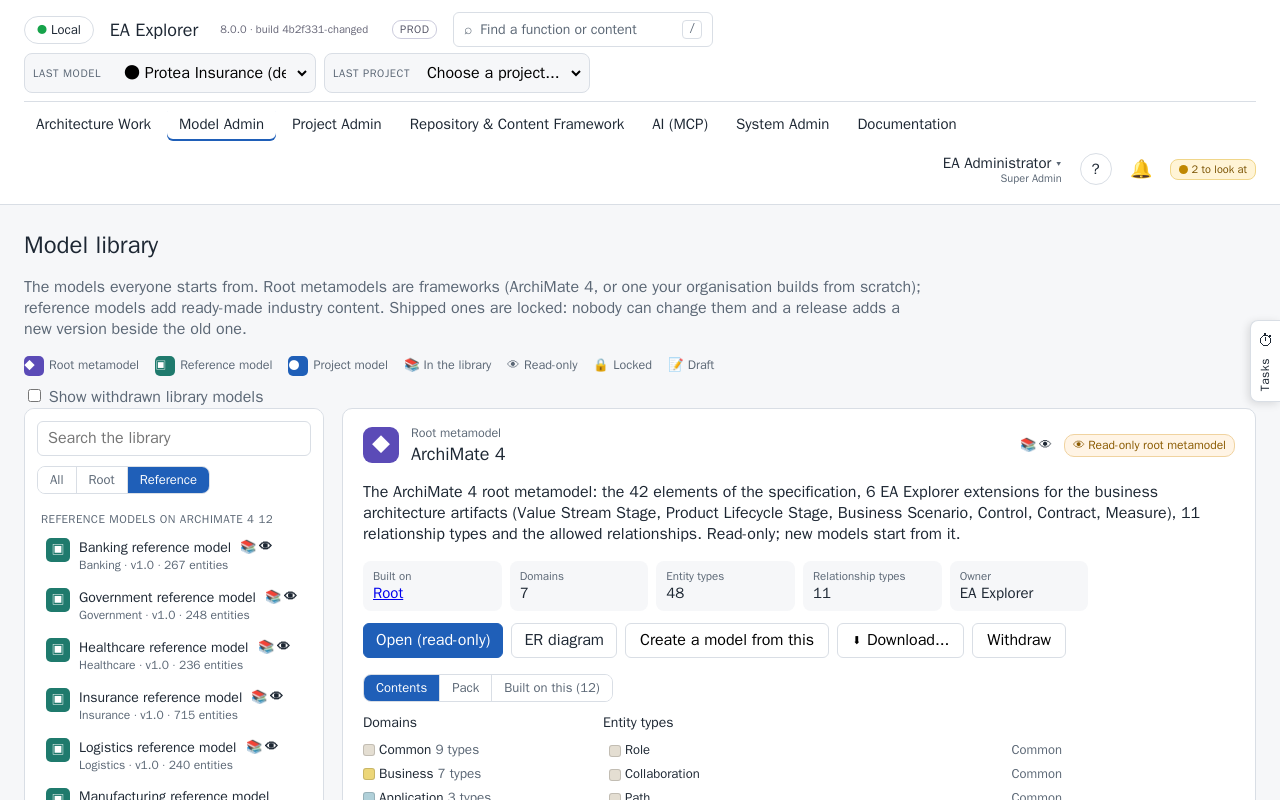 Local
EA Explorer
8.0.0 · build 4b2f331-changed
PROD
Find a function or content
/
LAST MODEL
Protea Insurance (de
LAST PROJECT
Choose a project...
Architecture Work
Model Admin
Project Admin
Repository & Content Framework
AI (MCP)
System Admin
Documentation
EA Administrator
Super Admin
?
2 to look at
Model library
The models everyone starts from. Root metamodels are frameworks (ArchiMate 4, or one your organisation builds from scratch);
reference models add ready-made industry content. Shipped ones are locked: nobody can change them and a release adds a
new version beside the old one.
Root metamodel
Reference model
Project model
In the library
Read-only
Locked
Draft
Tasks
Show withdrawn library models
Search the library
All
Root
Reference
REFERENCE MODELS ON ARCHIMATE 4 12
Banking reference model
Banking · v1.0 · 267 entities
Government reference model
Government · v1.0 · 248 entities
Healthcare reference model
Healthcare · v1.0 · 236 entities
Insurance reference model
Insurance · v1.0 · 715 entities
Logistics reference model
Logistics · v1.0 · 240 entities
Manufacturing reference model
Root metamodel
ArchiMate 4
Read-only root metamodel
The ArchiMate 4 root metamodel: the 42 elements of the specification, 6 EA Explorer extensions for the business
architecture artifacts (Value Stream Stage, Product Lifecycle Stage, Business Scenario, Control, Contract, Measure), 11
relationship types and the allowed relationships. Read-only; new models start from it.
Built on
Root
Domains
7
Entity types
48
Relationship types
11
Owner
EA Explorer
Open (read-only)
ER diagram
Create a model from this
Download...
Withdraw
Contents
Pack
Built on this (12)
Domains
Entity types
Common 9 types
Role
Common
Business 7 types
Collaboration
Common
Application 3 types
Path
Common